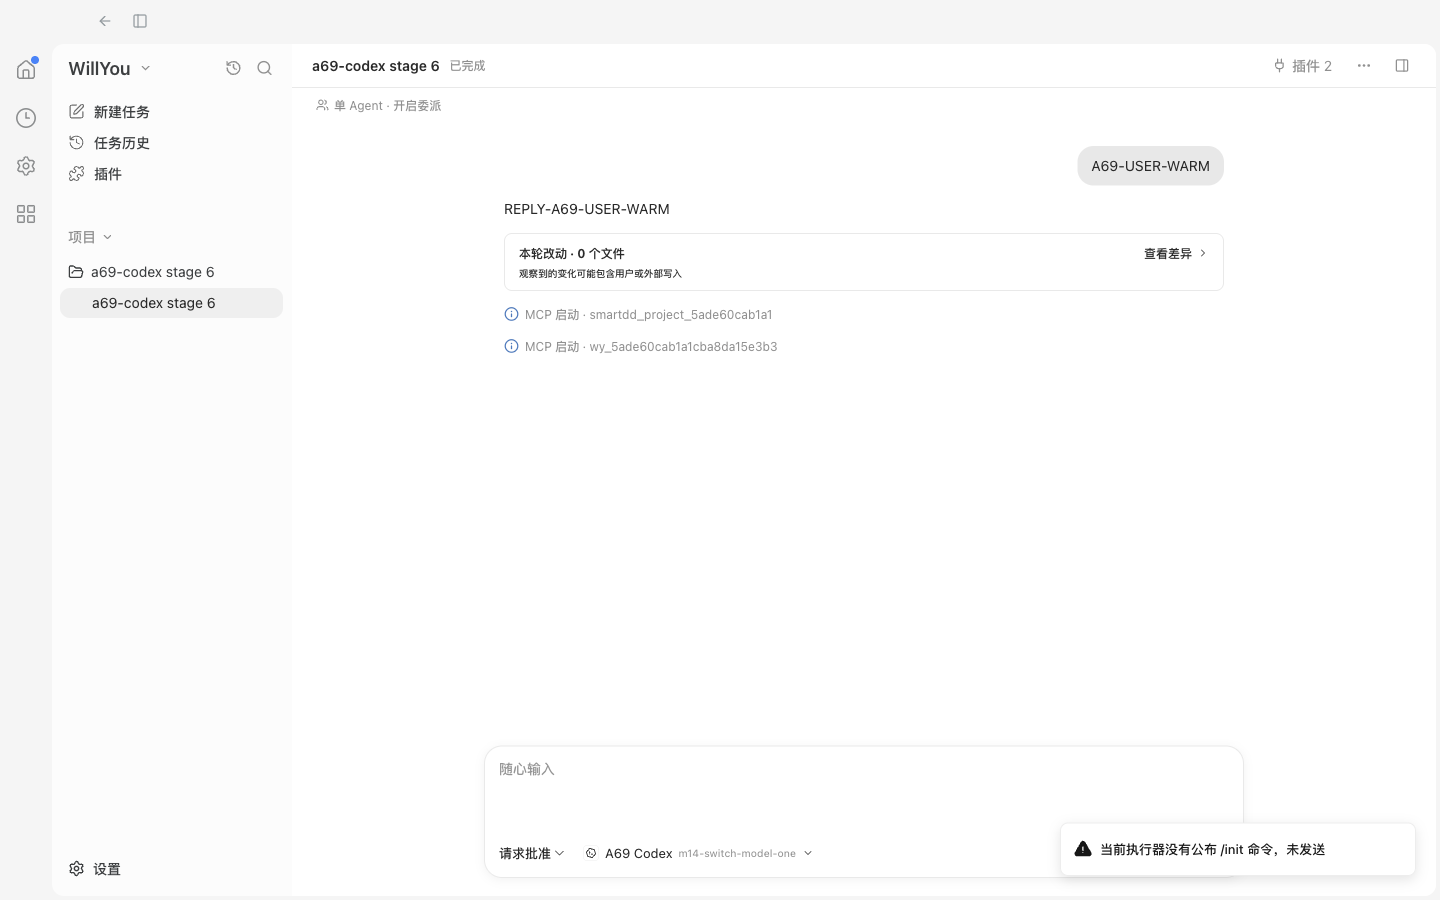 WillYou
新建任务
任务历史
插件
项目
a69-codex stage 6
a69-codex stage 6
设置
a69-codex stage 6 已完成
插件 2
单 Agent · 开启委派
A69-USER-WARM
REPLY-A69-USER-WARM
本轮改动 · 0 个文件
查看差异
观察到的变化可能包含用户或外部写入
MCP 启动 · smartdd_project_5ade60cab1a1
MCP 启动 · wy_5ade60cab1a1cba8da15e3b3
随心输入
请求批准
A69 Codex m14-switch-model-one
当前执行器没有公布 /init 命令，未发送